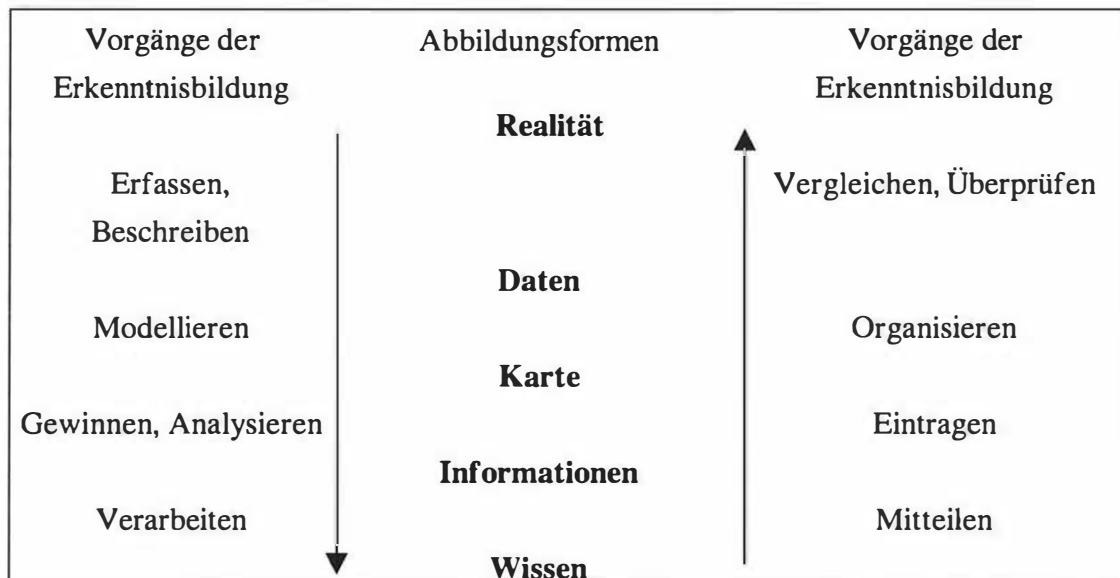 Vorgänge der
Erkenntnisbildung
Abbildungsformen
Vorgänge der
Erkenntnisbildung
Realität
Erfassen,
Beschreiben
Vergleichen, Überprüfen
Daten
Modellieren
Organisieren
Karte
Gewinnen, Analysieren
Eintragen
Informationen
Verarbeiten
Mitteilen
Wissen